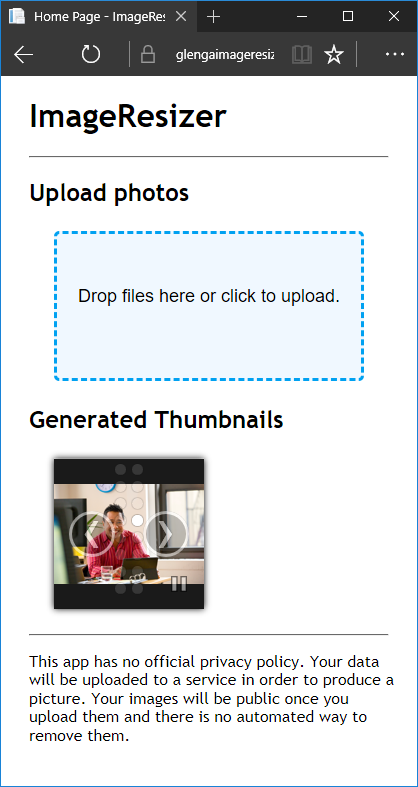 Home Page - ImageRes
glengaimageresiz
ImageResizer
Upload photos
Drop files here or click to upload.
Generated Thumbnails
This app has no official privacy policy. Your data
will be uploaded to a service in order to produce a
picture. Your images will be public once you
upload them and there is no automated way to
remove them.